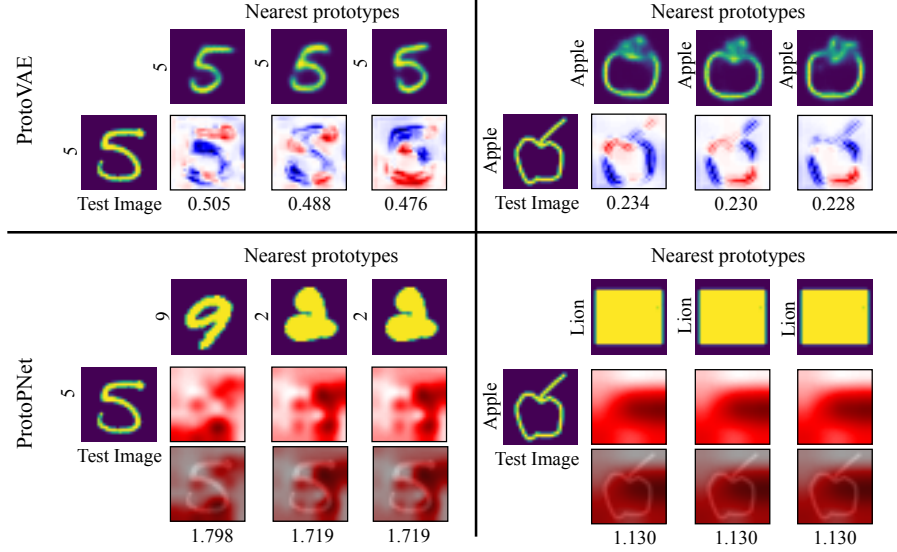 Nearest prototypes
5
5
5
5
Test Image
0.505
0.488
0.476
ProtoVAE
Nearest prototypes
Apple
Apple
Apple
Apple
Test Image
0.234
0.230
0.228
Nearest prototypes
9
2
2
5
Test Image
1.798
1.719
1.719
ProtoPNet
Nearest prototypes
Lion
Lion
Lion
Apple
Test Image
1.130
1.130
1.130